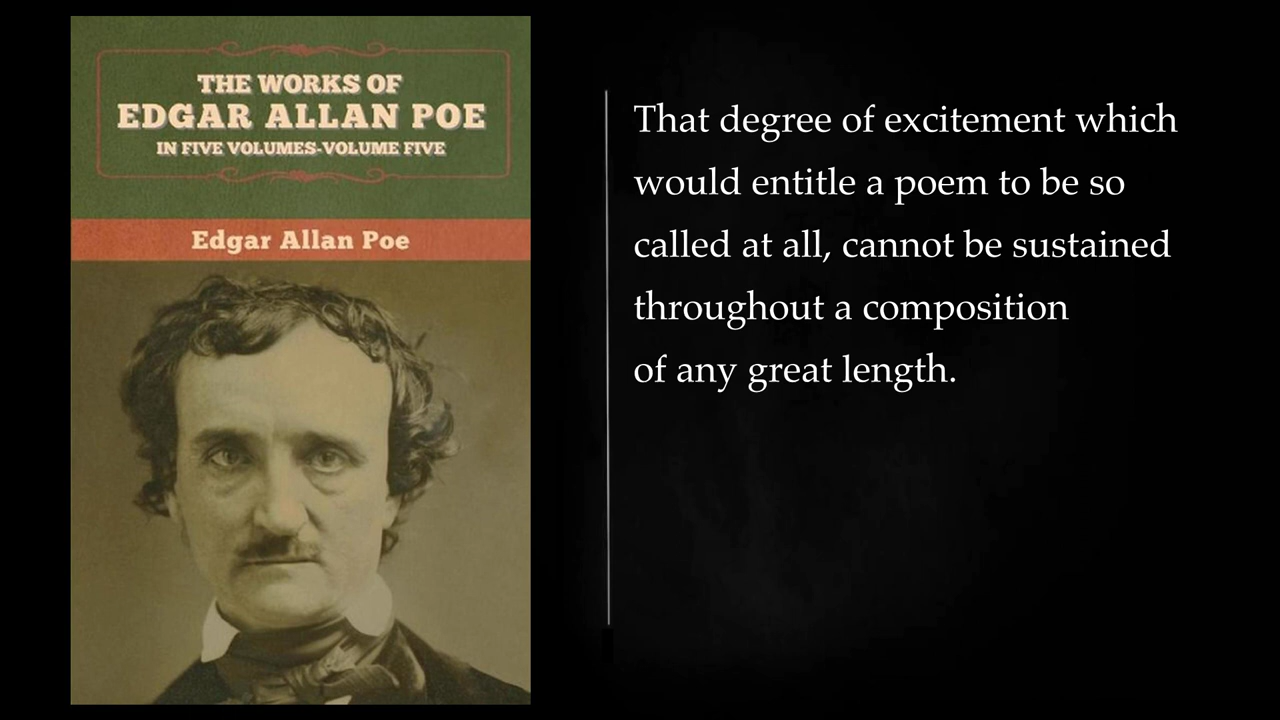 THE WORKS OF
EDGAR ALLAN POE
IN FIVE VOLUMES-VOLUME FIVE
Edgar Allan Poe
That degree of excitement which
would entitle a poem to be so
called at all, cannot be sustained
throughout a composition
of any great length.